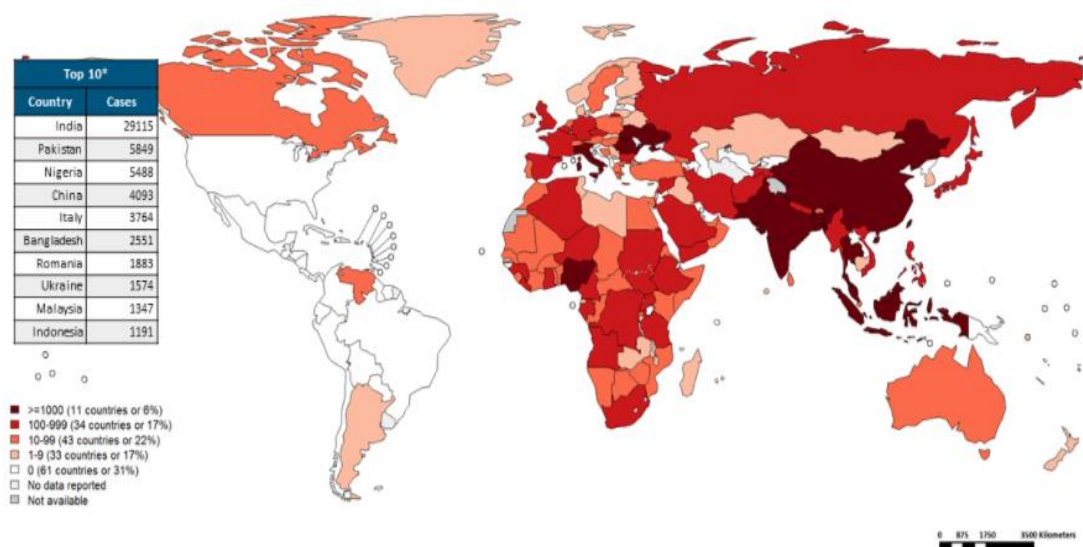 Top 10*
Country Cases
India 29115
Pakistan 5849
Nigeria 5488
China 4093
Italy 3764
Bangladesh 2551
Romania 1883
Ukraine 1574
Malaysia 1347
Indonesia 1191
>=1000 (11 countries or 6%)
100-999 (34 countries or 17%)
10-99 (43 countries or 22%)
1-9 (33 countries or 17%)
0 (61 countries or 31%)
No data reported
Not available
0 875 1750 3500 Kilometers